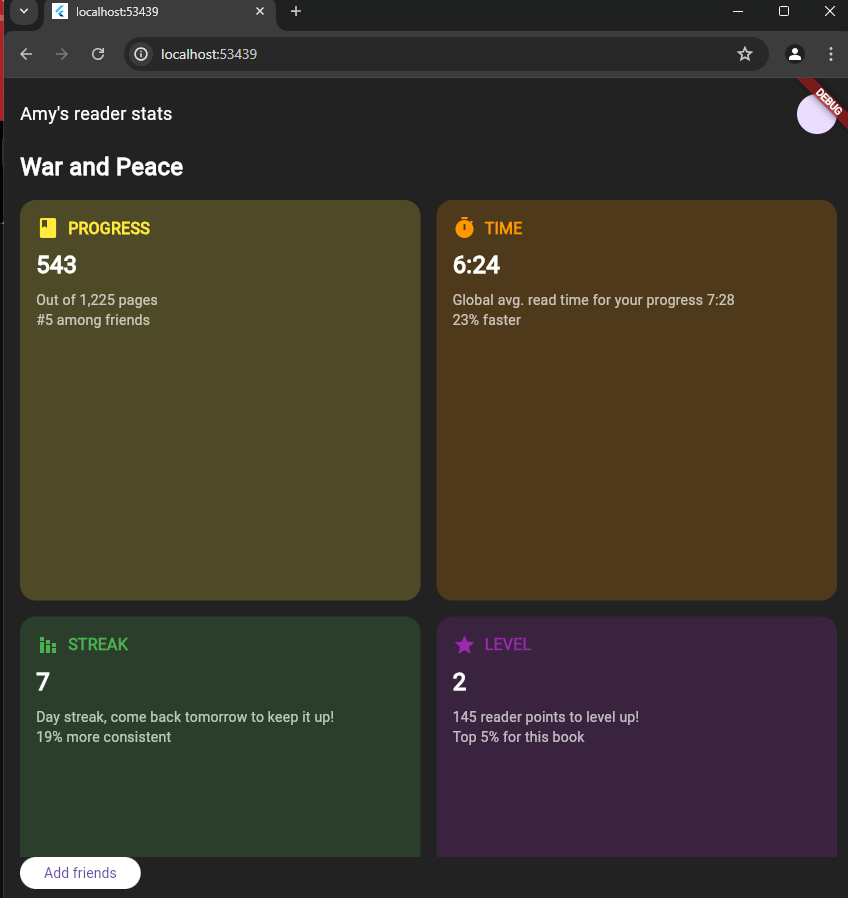 localhost:53439
localhost:53439
DEBUG
Amy's reader stats
War and Peace
PROGRESS
543
Out of 1,225 pages
#5 among friends
TIME
6:24
Global avg. read time for your progress 7:28
23% faster
STREAK
7
Day streak, come back tomorrow to keep it up!
19% more consistent
LEVEL
2
145 reader points to level up!
Top 5% for this book
Add friends